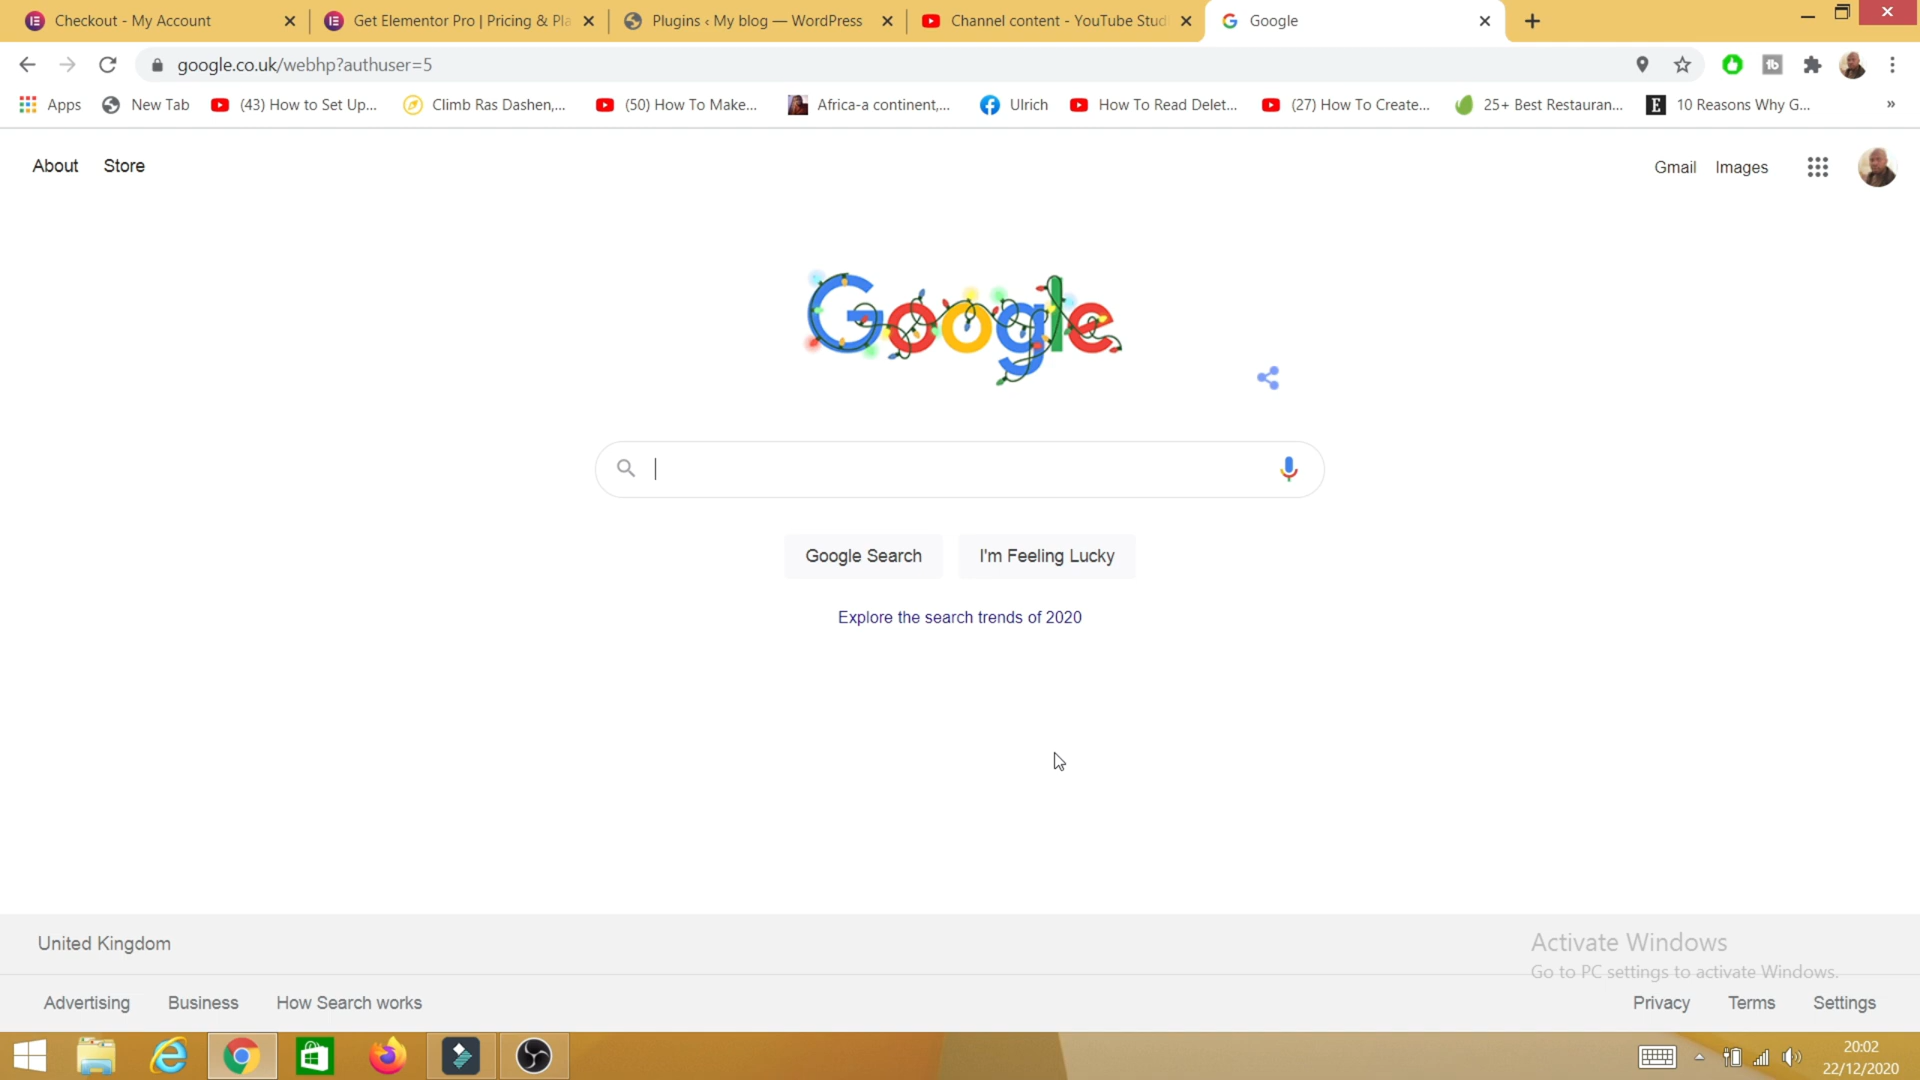 Checkout - My Account
Get Elementor Pro | Pricing & Pla
Plugins ‹ My blog — WordPress
Channel content - YouTube Stud
Google
google.co.uk/webhp?authuser=5
Apps
New Tab
(43) How to Set Up...
Climb Ras Dashen,...
(50) How To Make...
Africa-a continent,...
Ulrich
How To Read Delet...
(27) How To Create...
25+ Best Restauran...
E
10 Reasons Why G...
»
About
Store
Gmail
Images
Google
Google Search
I'm Feeling Lucky
Explore the search trends of 2020
United Kingdom
Activate Windows
Go to PC settings to activate Windows.
Advertising
Business
How Search works
Privacy
Terms
Settings
20:02
22/12/2020